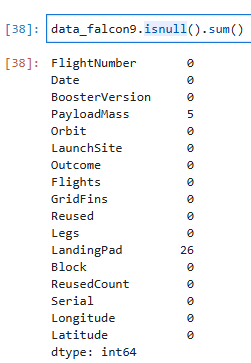 [38]: data_falcon9.isnull().sum()
[38]: FlightNumber 0
Date 0
BoosterVersion 0
PayloadMass 5
Orbit 0
LaunchSite 0
Outcome 0
Flights 0
GridFins 0
Reused 0
Legs 0
LandingPad 26
Block 0
ReusedCount 0
Serial 0
Longitude 0
Latitude 0
dtype: int64